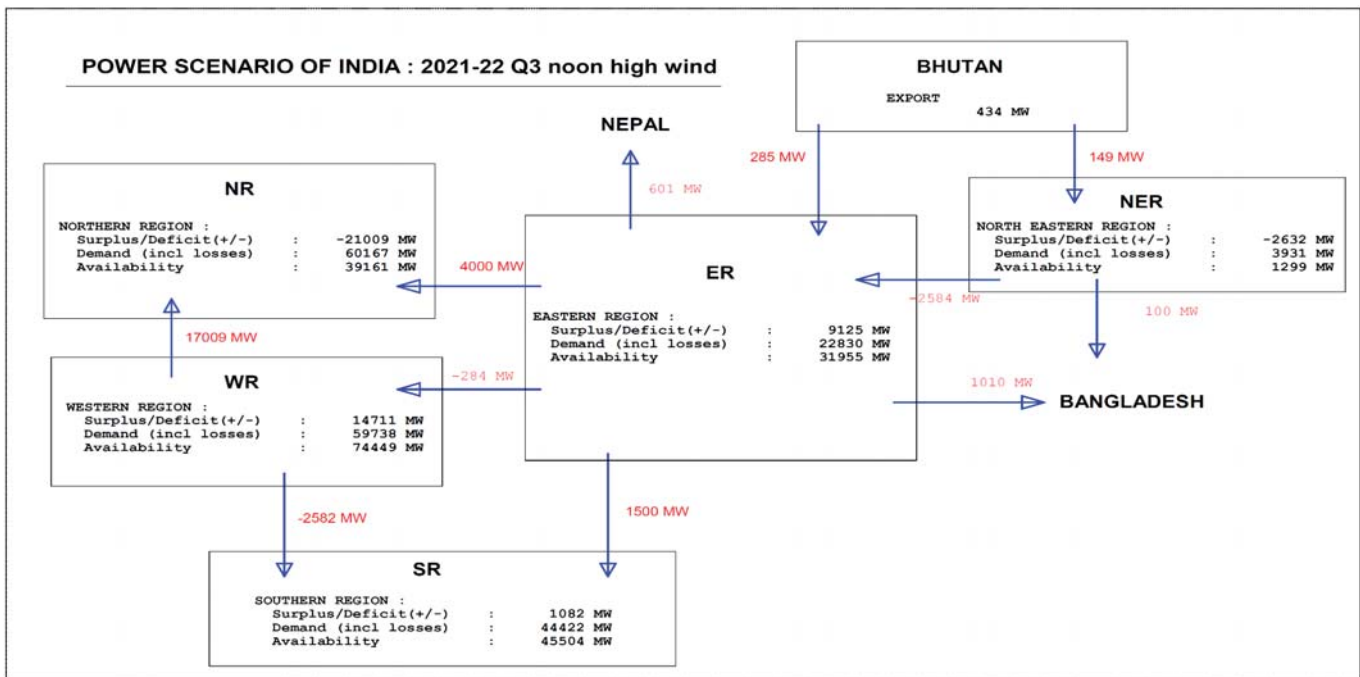 POWER SCENARIO OF INDIA : 2021-22 Q3 noon high wind
BHUTAN
EXPORT
434 MW
NEPAL
285 MW
149 MW
601 MW
NR
NORTHERN REGION :
Surplus/Deficit(+/-) : -21009 MW
Demand (incl losses) : 60167 MW
Availability : 39161 MW
NER
NORTH EASTERN REGION :
Surplus/Deficit(+/-) : -2632 MW
Demand (incl losses) : 3931 MW
Availability : 1299 MW
4000 MW
ER
EASTERN REGION :
Surplus/Deficit(+/-) : 9125 MW
Demand (incl losses) : 22830 MW
Availability : 31955 MW
-2584 MW
100 MW
17009 MW
-284 MW
1010 MW
BANGLADESH
WR
WESTERN REGION :
Surplus/Deficit(+/-) : 14711 MW
Demand (incl losses) : 59738 MW
Availability : 74449 MW
-2582 MW
1500 MW
SR
SOUTHERN REGION :
Surplus/Deficit(+/-) : 1082 MW
Demand (incl losses) : 44422 MW
Availability : 45504 MW